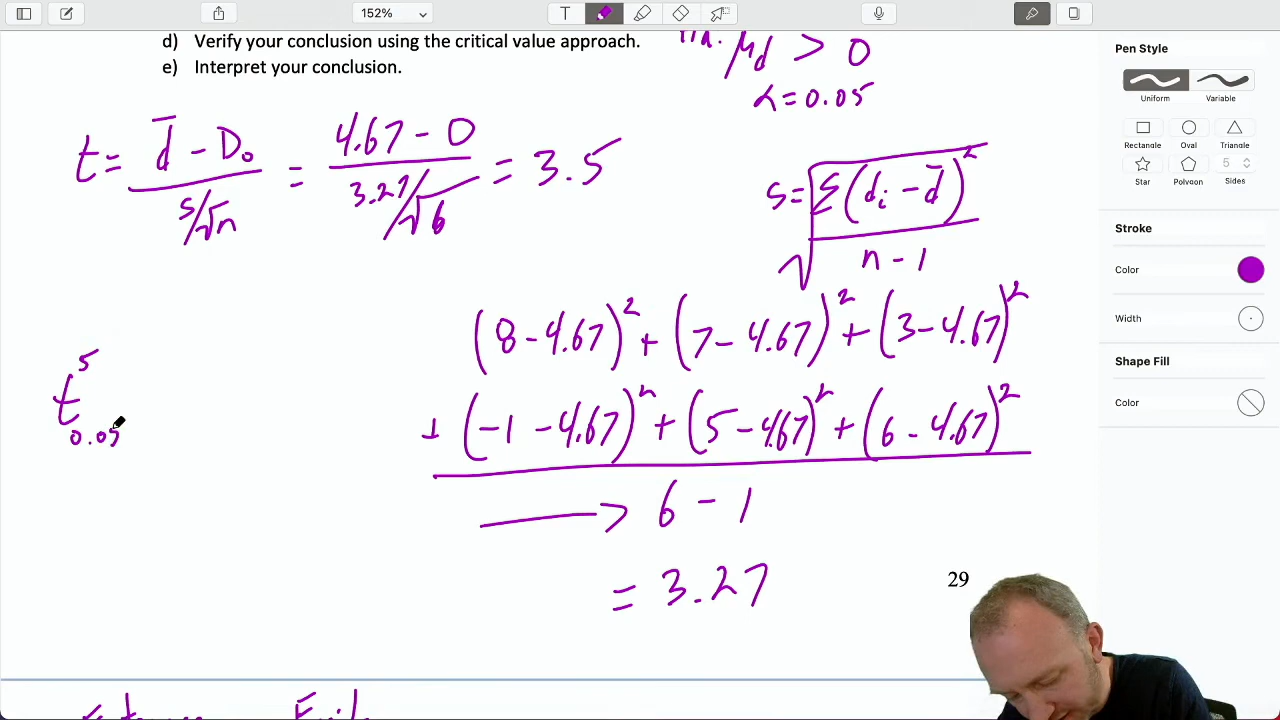 152%
T
d) Verify your conclusion using the critical value approach.
e) Interpret your conclusion.
μd > 0
α = 0.05
t = (d̄ - D₀) / (s/√n) = (4.67 - 0) / (3.27/√6) = 3.5
s = √(Σ(dᵢ - d̄)² / (n - 1))
(8 - 4.67)² + (7 - 4.67)² + (3 - 4.67)²
+ (-1 - 4.67)² + (5 - 4.67)² + (6 - 4.67)²
→ 6 - 1
= 3.27
t⁵ 0.05
29
Pen Style
Uniform Variable
Rectangle Oval Triangle
5
Star Polygon Sides
Stroke
Color
Width
Shape Fill
Color